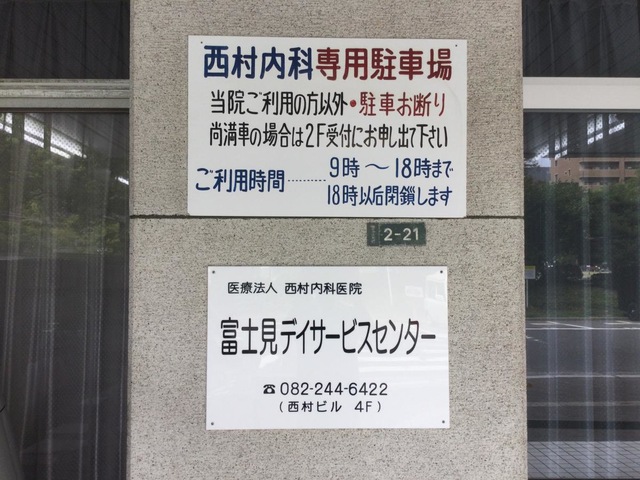 西村内科専用駐車場
当院ご利用の方以外・駐車お断り
尚満車の場合は2F受付にお申し出て下さい
ご利用時間………9時〜18時まで
18時以后閉鎖します
2-21
医療法人 西村内科医院
富士見デイサービスセンター
☎082-244-6422
(西村ビル 4F)